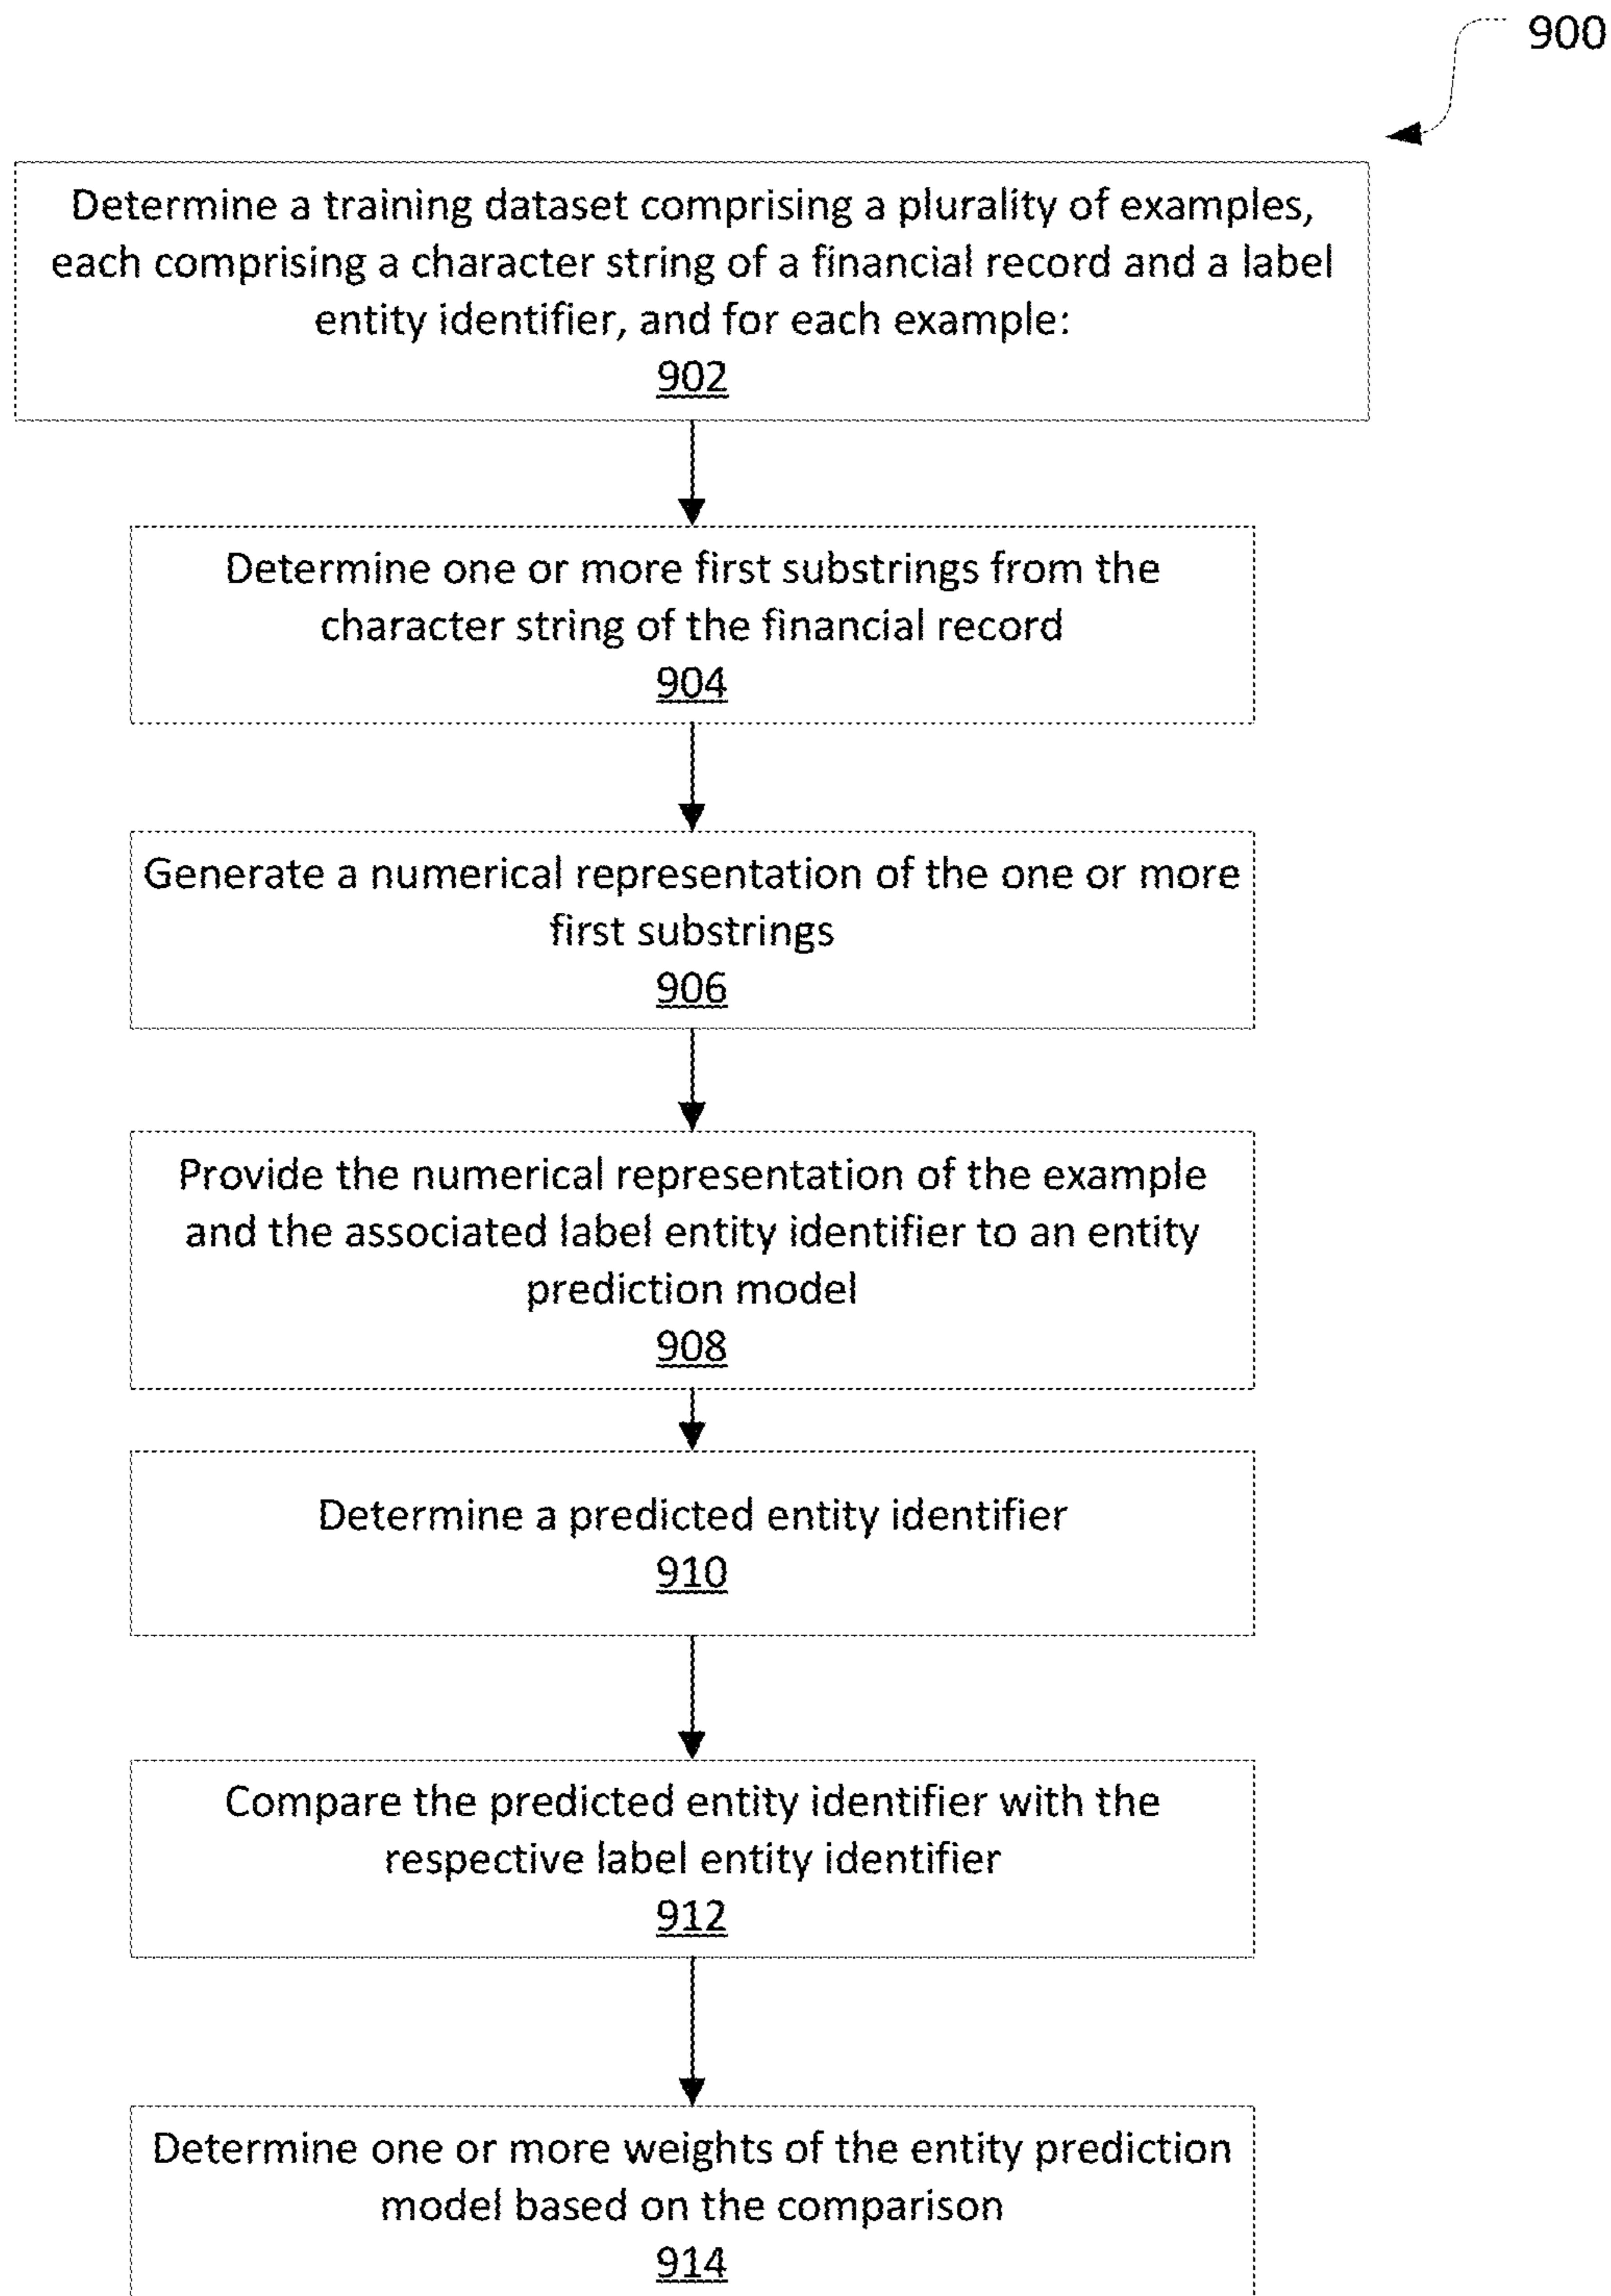 900
Determine a training dataset comprising a plurality of examples,
each comprising a character string of a financial record and a label
entity identifier, and for each example:
902
Determine one or more first substrings from the
character string of the financial record
904
Generate a numerical representation of the one or more
first substrings
906
Provide the numerical representation of the example
and the associated label entity identifier to an entity
prediction model
908
Determine a predicted entity identifier
910
Compare the predicted entity identifier with the
respective label entity identifier
912
Determine one or more weights of the entity prediction
model based on the comparison
914